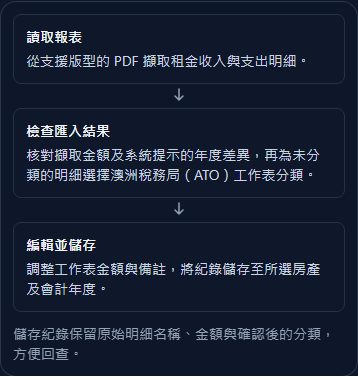 讀取報表
從支援版型的 PDF 擷取租金收入與支出明細。
檢查匯入結果
核對擷取金額及系統提示的年度差異，再為未分
類的明細選擇澳洲稅務局（ATO）工作表分類。
編輯並儲存
調整工作表金額與備註，將紀錄儲存至所選房產
及會計年度。
儲存紀錄保留原始明細名稱、金額與確認後的分類，
方便回查。